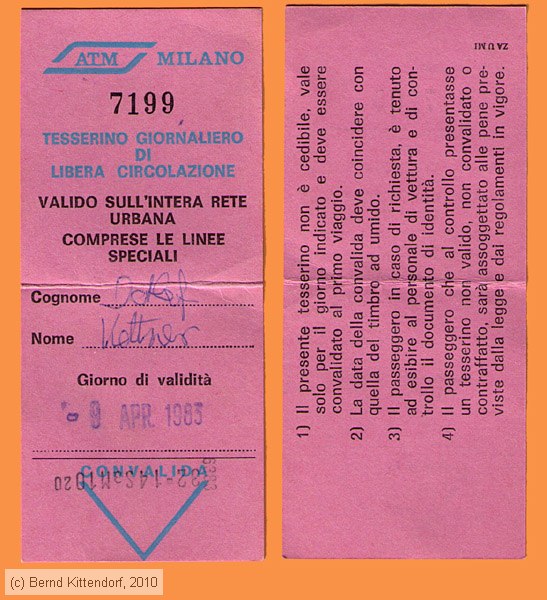 ATM MILANO
7199
TESSERINO GIORNALIERO
DI
LIBERA CIRCOLAZIONE
VALIDO SULL'INTERA RETE
URBANA
COMPRESE LE LINEE
SPECIALI
Cognome
Nome Kettner
Giorno di validità
- 9 APR. 1983
CONVALIDA
ZAUMI
1) Il presente tesserino non è cedibile, vale
solo per il giorno indicato e deve essere
convalidato al primo viaggio.
2) La data della convalida deve coincidere con
quella del timbro ad umido.
3) Il passeggero in caso di richiesta, è tenuto
ad esibire al personale di vettura e di con-
trollo il documento di identità.
4) Il passeggero che al controllo presentasse
un tesserino non valido, non convalidato o
contraffatto, sarà assoggettato alle pene pre-
viste dalla legge e dai regolamenti in vigore.
(c) Bernd Kittendorf, 2010